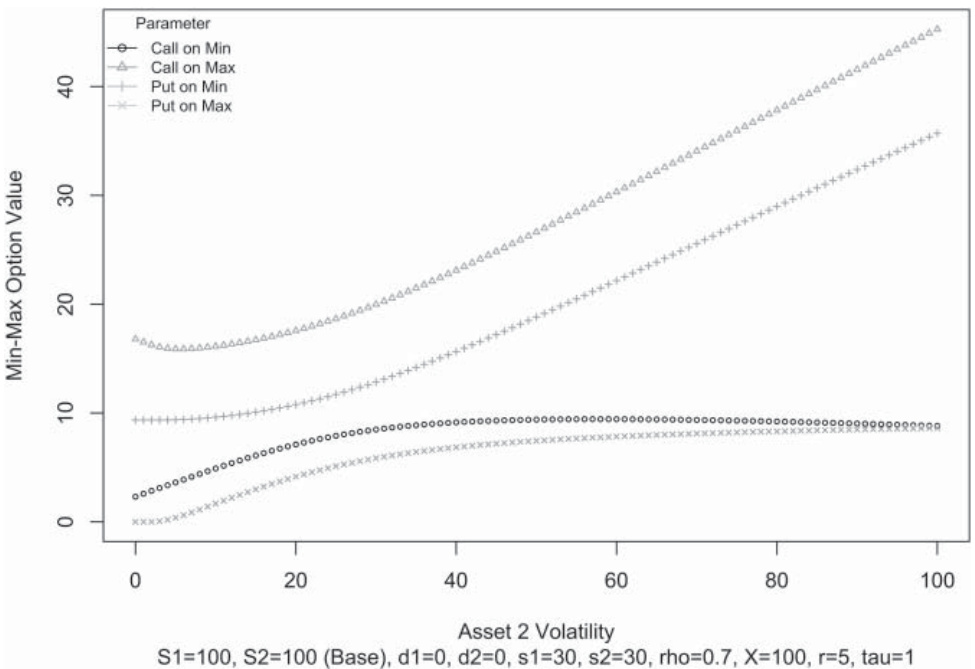 Parameter
Call on Min
Call on Max
Put on Min
Put on Max
Min-Max Option Value
40
30
20
10
0
0 20 40 60 80 100
Asset 2 Volatility
S1=100, S2=100 (Base), d1=0, d2=0, s1=30, s2=30, rho=0.7, X=100, r=5, tau=1